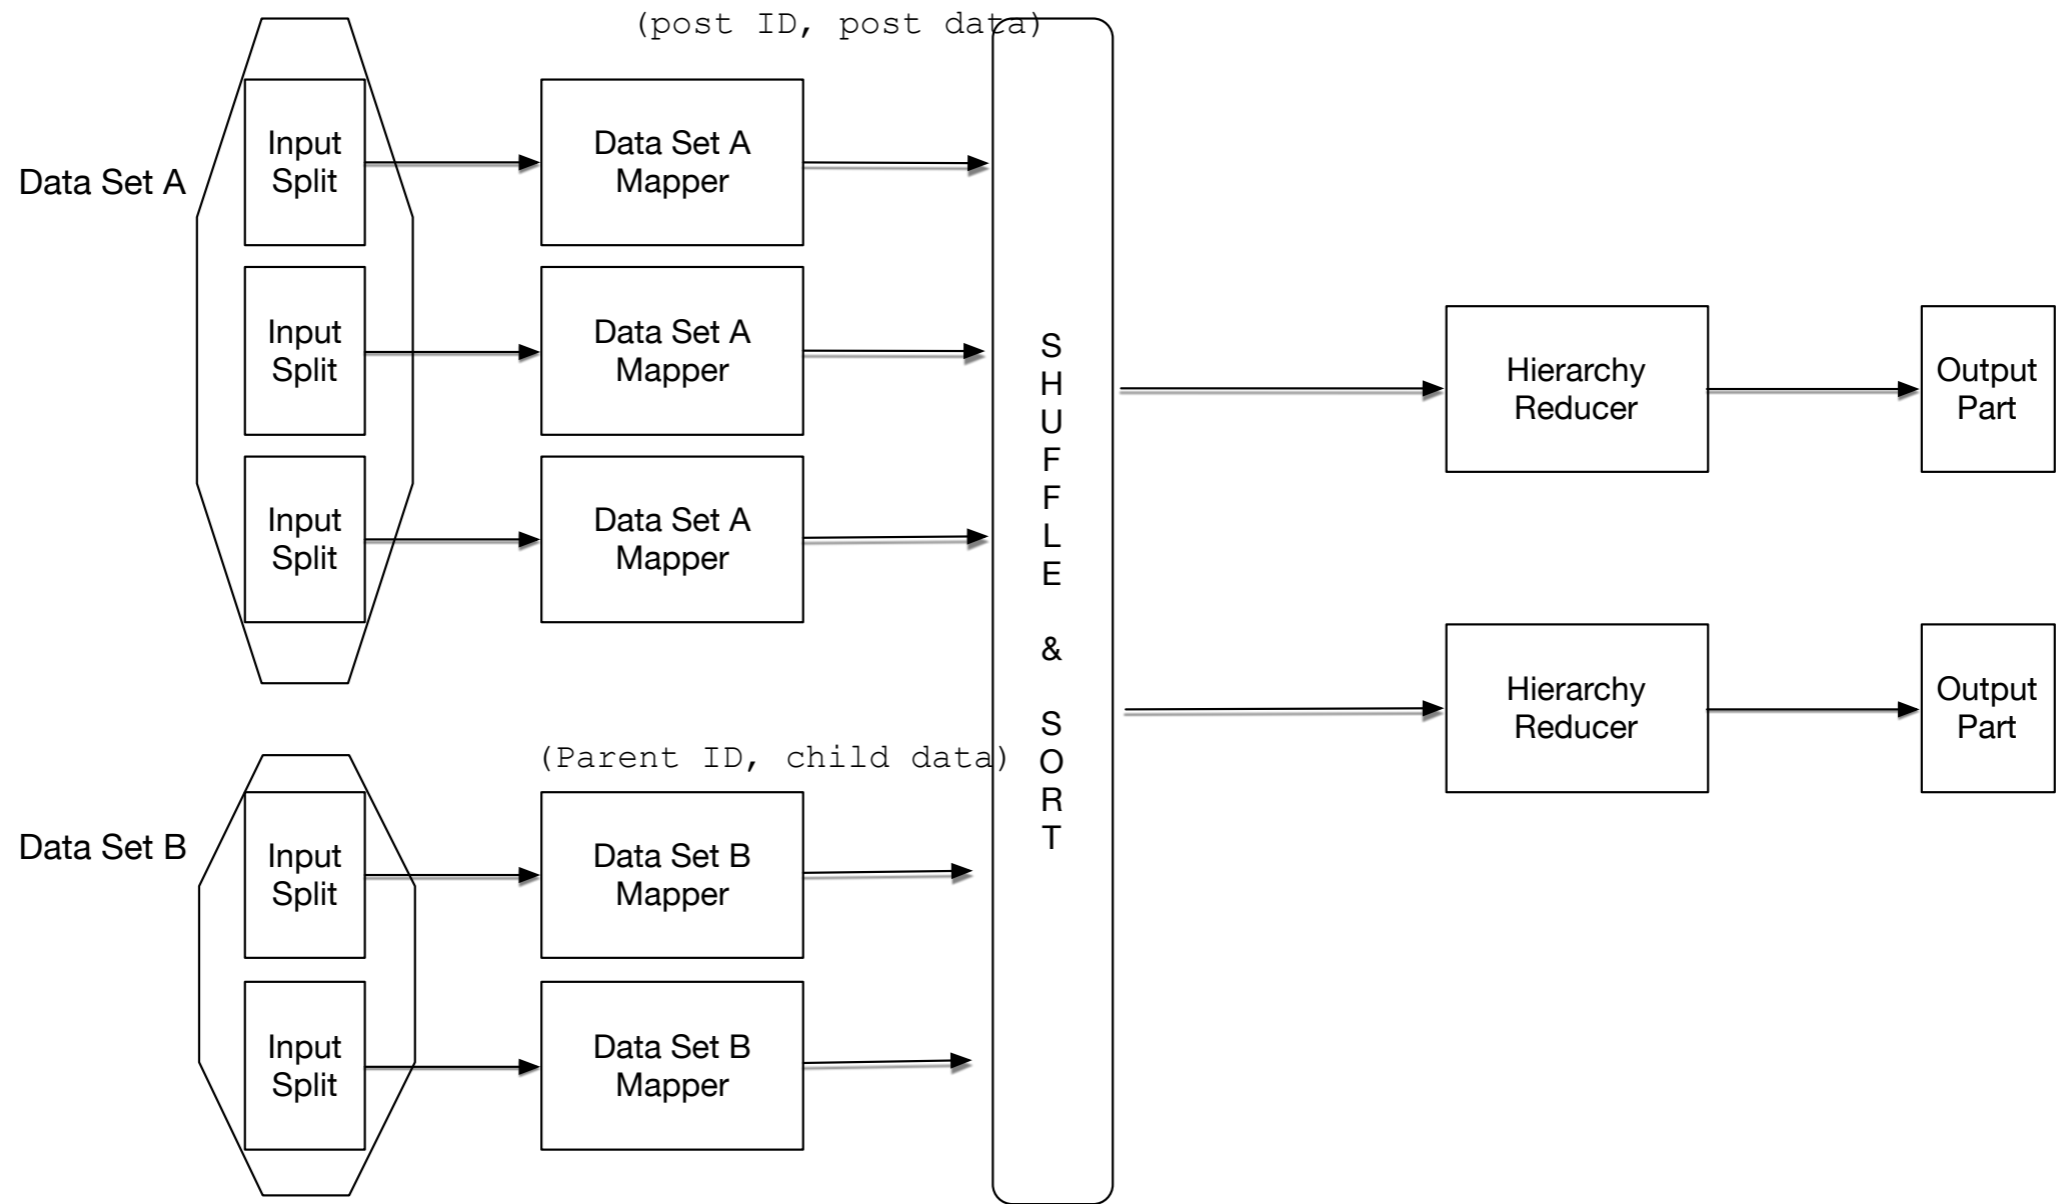 (post ID, post data)
Data Set A
Input
Split
Data Set A
Mapper
Input
Split
Data Set A
Mapper
Input
Split
Data Set A
Mapper
(Parent ID, child data)
Data Set B
Input
Split
Data Set B
Mapper
Input
Split
Data Set B
Mapper
S
H
U
F
F
L
E
&
S
O
R
T
Hierarchy
Reducer
Output
Part
Hierarchy
Reducer
Output
Part